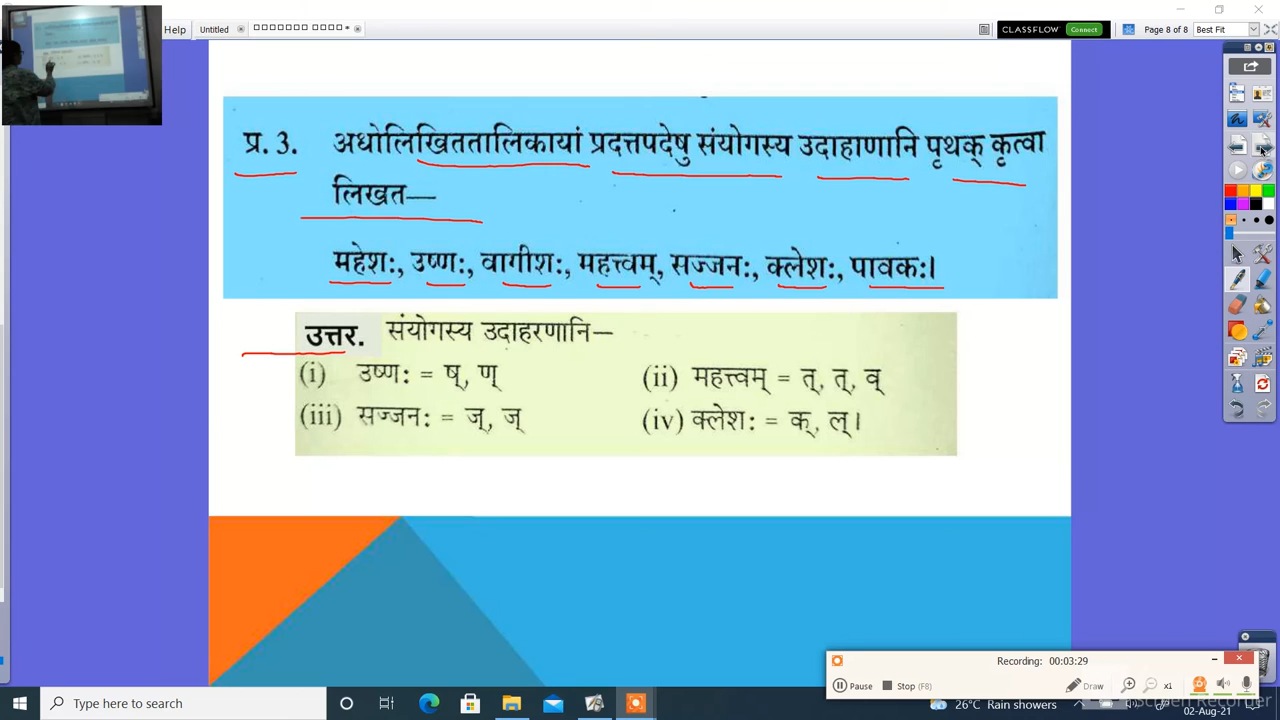 Help
Untitled
CLASSFLOW Connect
Page 8 of 8
Best Fit
प्र. 3. अधोलिखिततालिकायां प्रदत्तपदेषु संयोगस्य उदाहाणानि पृथक् कृत्वा
लिखत—
महेशः, उष्णः, वागीशः, महत्त्वम्, सज्जनः, क्लेशः, पावकः।
उत्तर. संयोगस्य उदाहरणानि—
(i) उष्णः = ष्, ण् (ii) महत्त्वम् = त्, त्, व्
(iii) सज्जनः = ज्, ज् (iv) क्लेशः = क्, ल्।
Recording: 00:03:29
Pause Stop (F8) Draw x1
Type here to search
26°C Rain showers
02-Aug-21